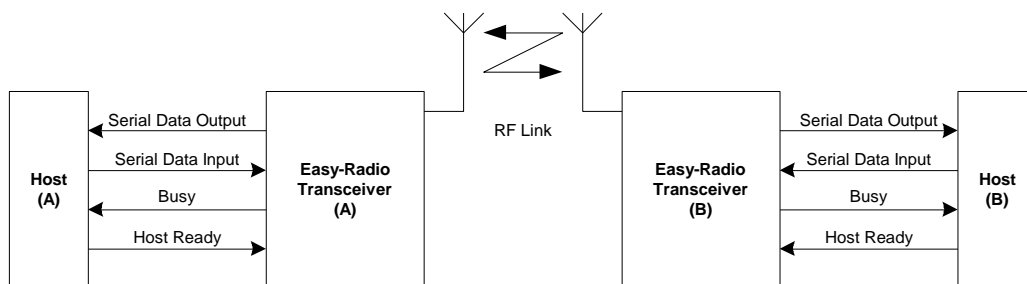 Serial Data Output
Serial Data Input
Busy
Host Ready
Host
(A)
Easy-Radio
Transceiver
(A)
RF Link
Easy-Radio
Transceiver
(B)
Serial Data Output
Serial Data Input
Busy
Host Ready
Host
(B)